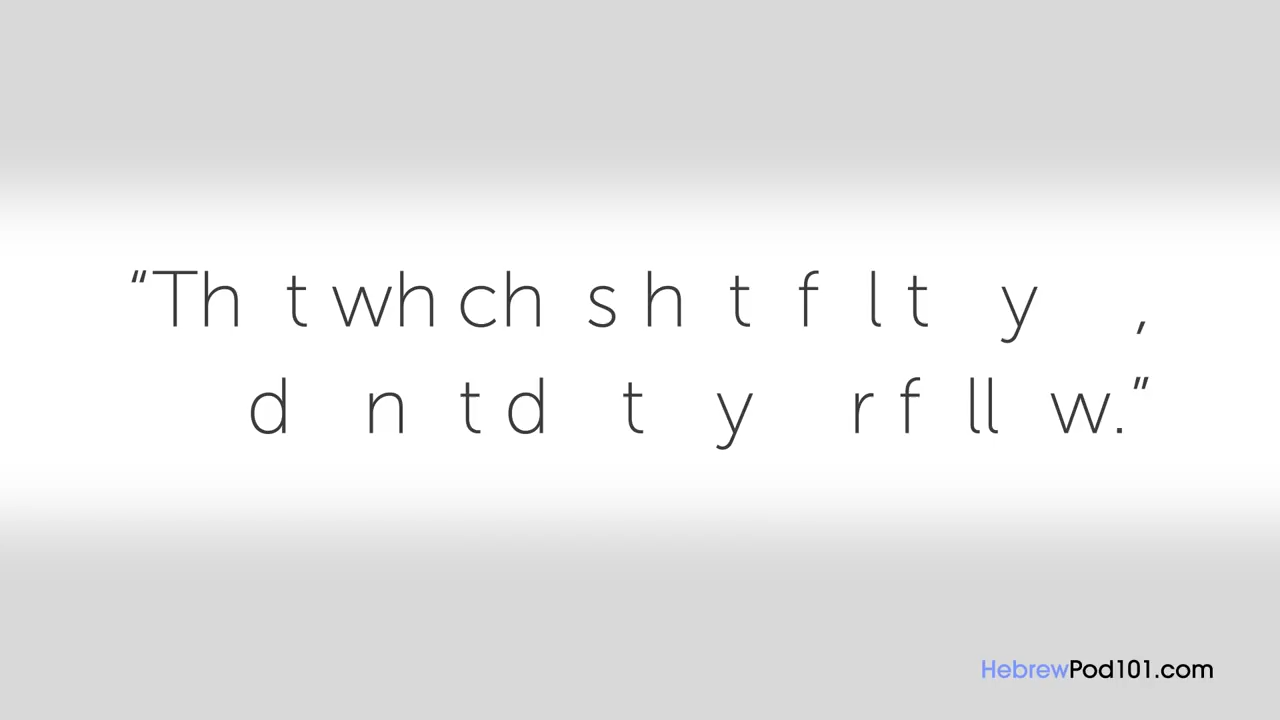 “Th t wh ch s h t f l t y ,
d n t d t y r f ll w.”
HebrewPod101.com